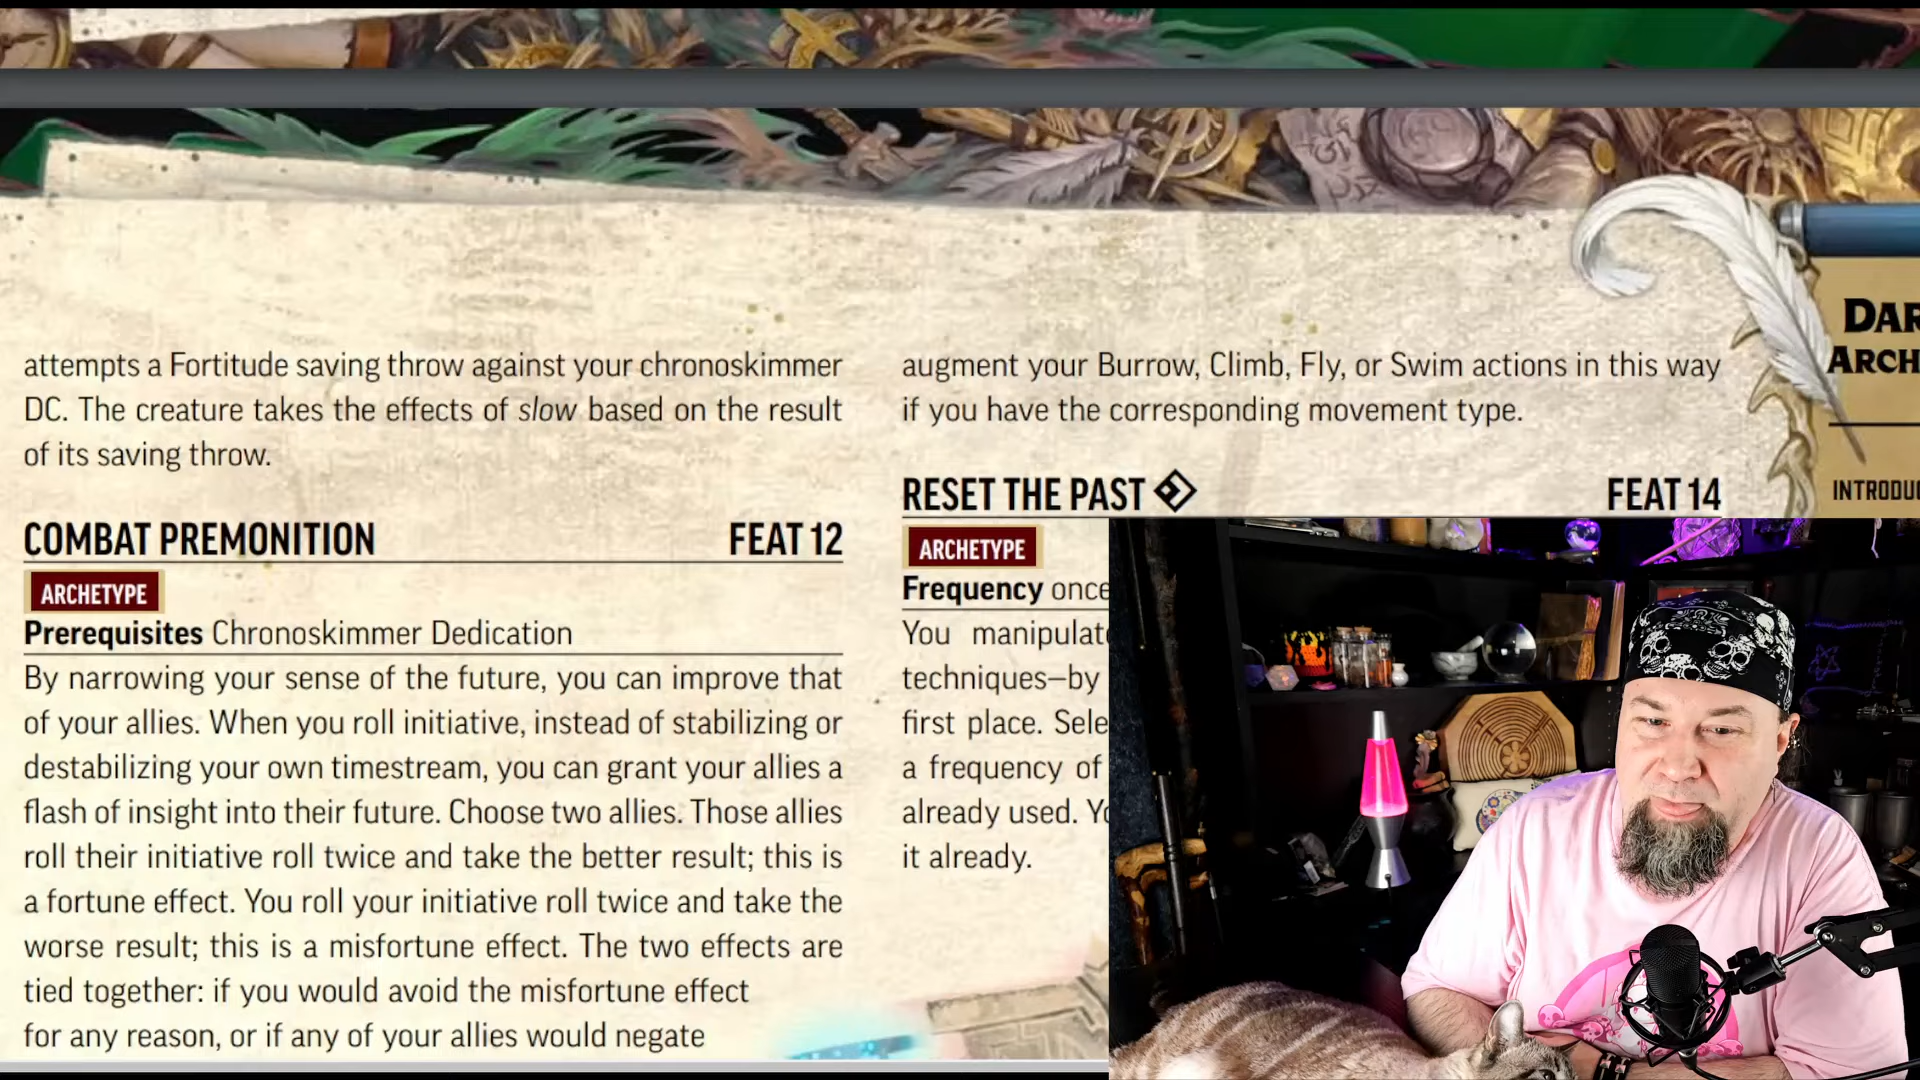 attempts a Fortitude saving throw against your chronoskimmer
DC. The creature takes the effects of slow based on the result
of its saving throw.
COMBAT PREMONITION FEAT 12
ARCHETYPE
Prerequisites Chronoskimmer Dedication
By narrowing your sense of the future, you can improve that
of your allies. When you roll initiative, instead of stabilizing or
destabilizing your own timestream, you can grant your allies a
flash of insight into their future. Choose two allies. Those allies
roll their initiative roll twice and take the better result; this is
a fortune effect. You roll your initiative roll twice and take the
worse result; this is a misfortune effect. The two effects are
tied together: if you would avoid the misfortune effect
for any reason, or if any of your allies would negate
augment your Burrow, Climb, Fly, or Swim actions in this way
if you have the corresponding movement type.
RESET THE PAST FEAT 14
ARCHETYPE
Frequency once
You manipulat
techniques—by
first place. Sele
a frequency of
already used. Yo
it already.
DAR
ARCH
INTRODU